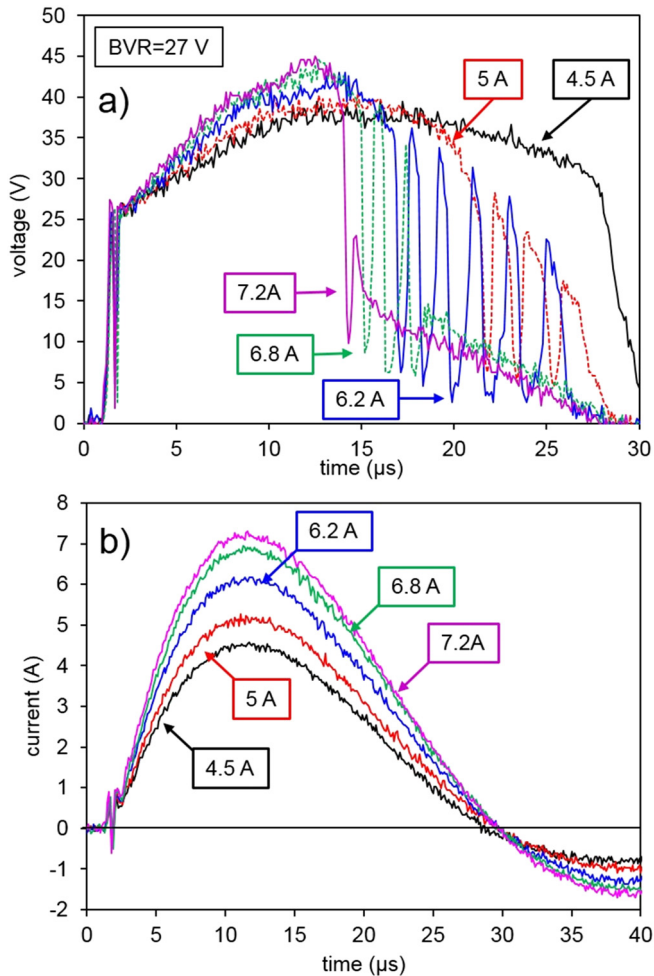 50
45
40
35
30
25
20
15
10
5
0
voltage (V)
BVR=27 V
a)
5 A
4.5 A
7.2A
6.8 A
6.2 A
0 5 10 15 20 25 30
time (µs)
8
7
6
5
4
3
2
1
0
-1
-2
current (A)
b)
6.2 A
6.8 A
7.2A
5 A
4.5 A
0 5 10 15 20 25 30 35 40
time (µs)